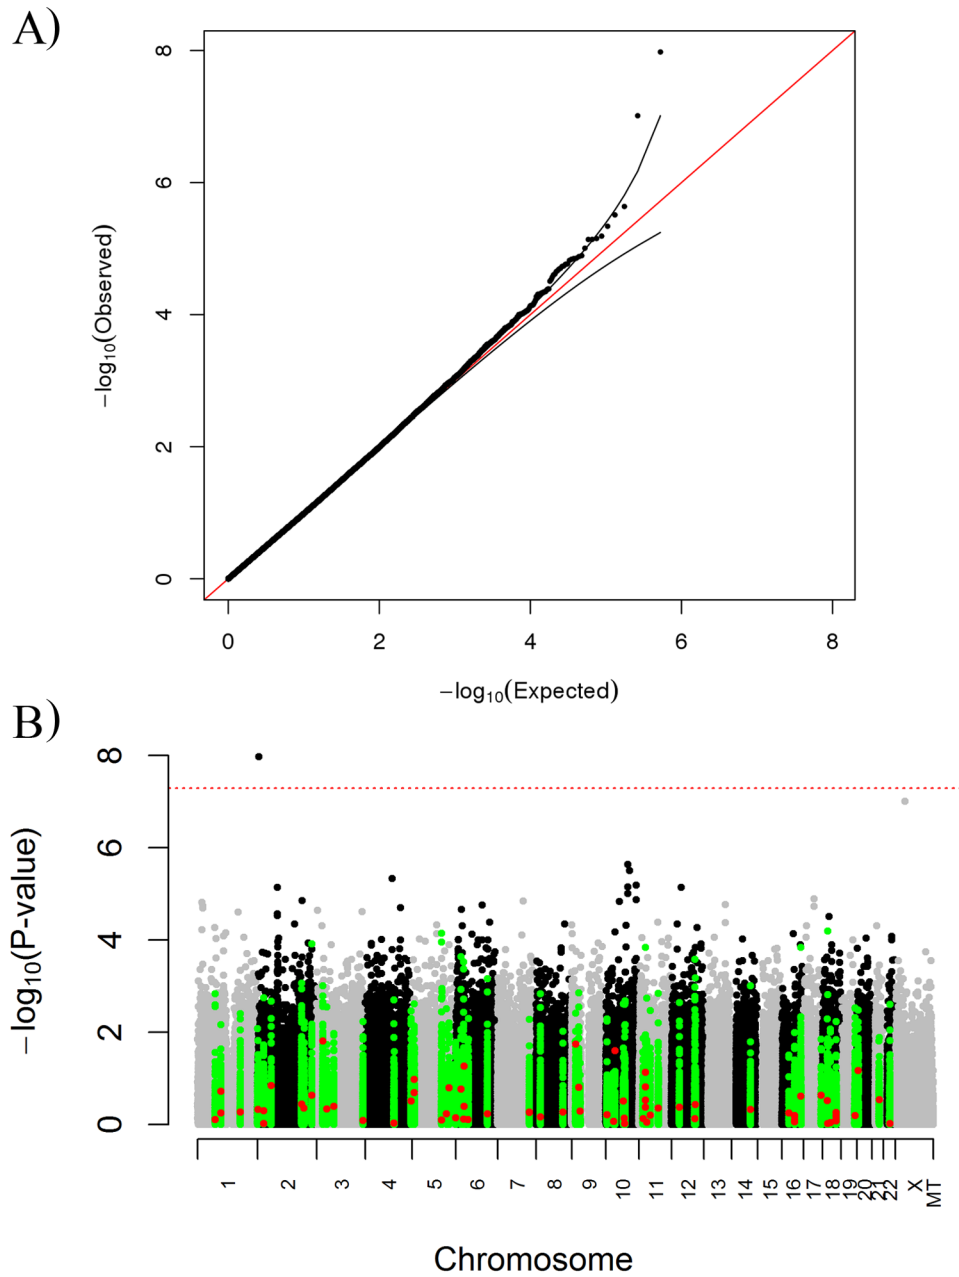 A)
8
6
4
2
0
−log10(Observed)
0 2 4 6 8
−log10(Expected)
B)
8
6
4
2
0
−log10(P-value)
1 2 3 4 5 6 7 8 9 10 11 12 13 14 15 16 17 18 19 20 21 22 X MT
Chromosome